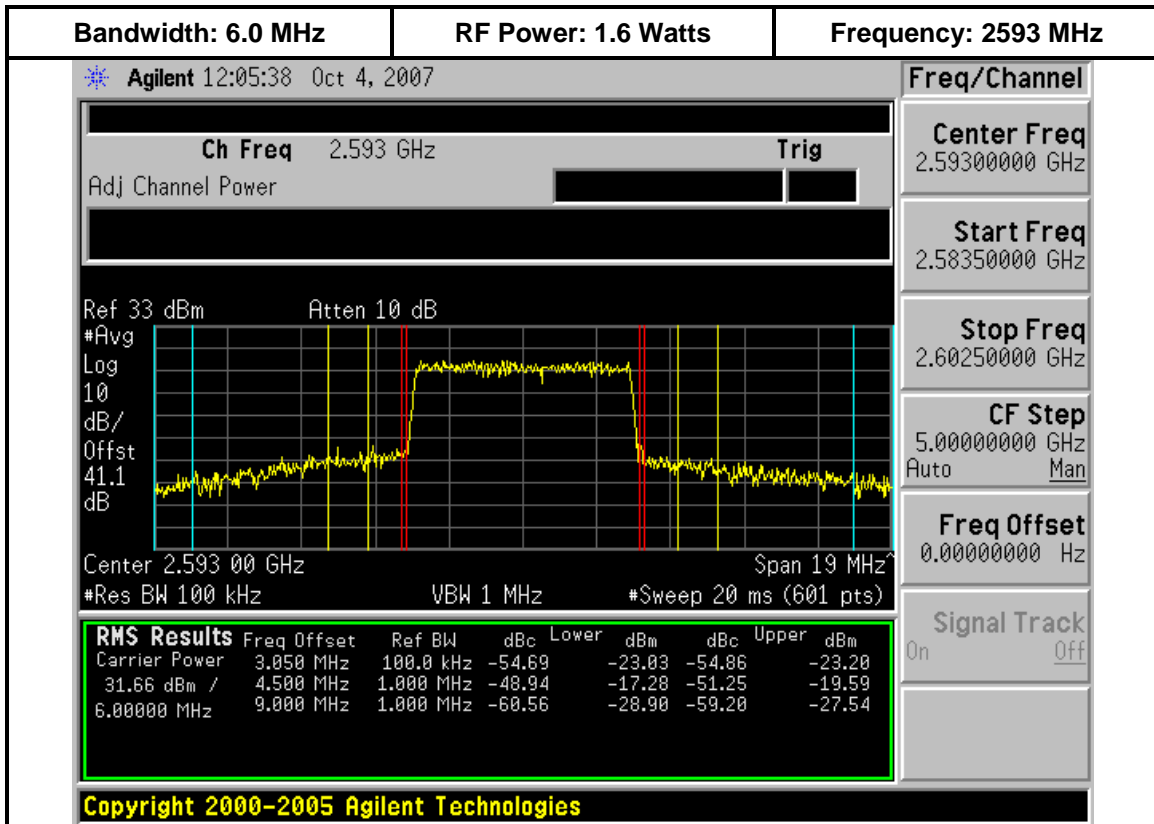 Bandwidth: 6.0 MHz RF Power: 1.6 Watts Frequency: 2593 MHz
Agilent 12:05:38 Oct 4, 2007 Freq/Channel
Ch Freq 2.593 GHz Trig
Adj Channel Power
Center Freq
2.59300000 GHz
Start Freq
2.58350000 GHz
Stop Freq
2.60250000 GHz
CF Step
5.00000000 GHz
Auto Man
Freq Offset
0.00000000 Hz
Signal Track
On Off
Ref 33 dBm Atten 10 dB
#Avg
Log
10
dB/
Offst
41.1
dB
Center 2.593 00 GHz Span 19 MHz^
#Res BW 100 kHz VBW 1 MHz #Sweep 20 ms (601 pts)
RMS Results Freq Offset Ref BW dBc Lower dBm dBc Upper dBm
Carrier Power 3.050 MHz 100.0 kHz -54.69 -23.03 -54.86 -23.20
31.66 dBm / 4.500 MHz 1.000 MHz -48.94 -17.28 -51.25 -19.59
6.00000 MHz 9.000 MHz 1.000 MHz -60.56 -28.90 -59.20 -27.54
Copyright 2000-2005 Agilent Technologies